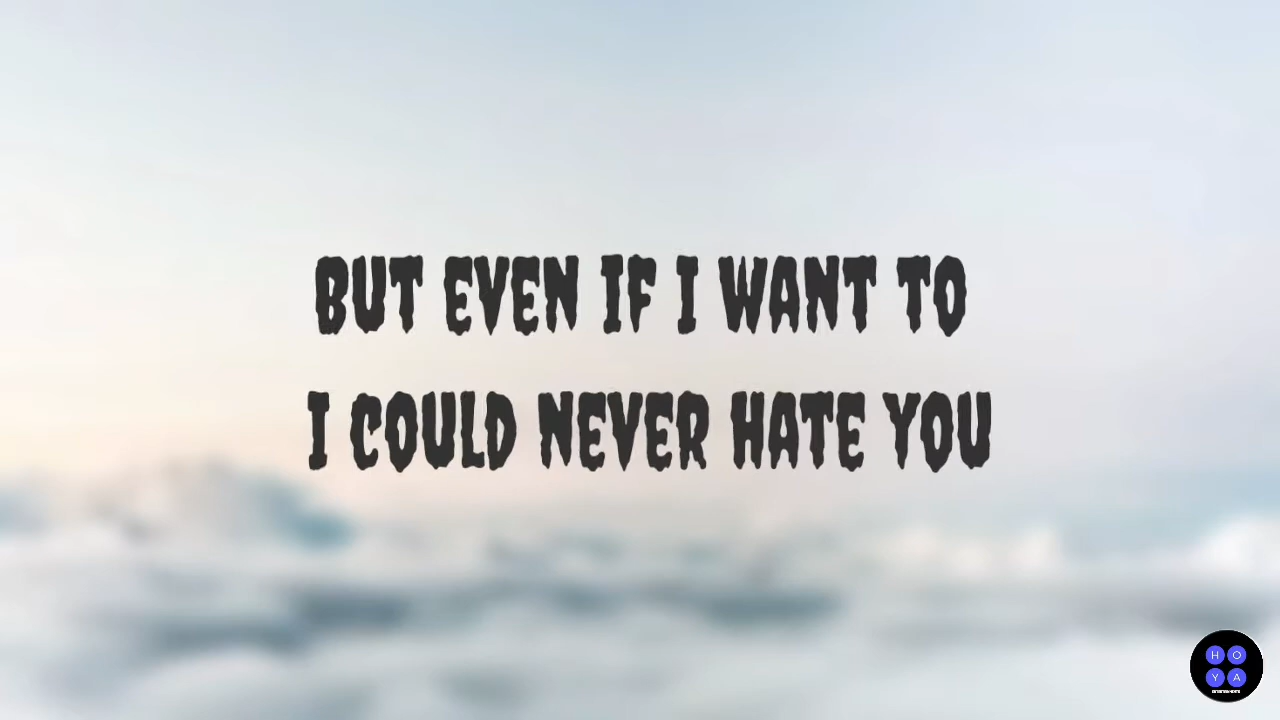 BUT EVEN IF I WANT TO
I COULD NEVER HATE YOU
H O
Y A